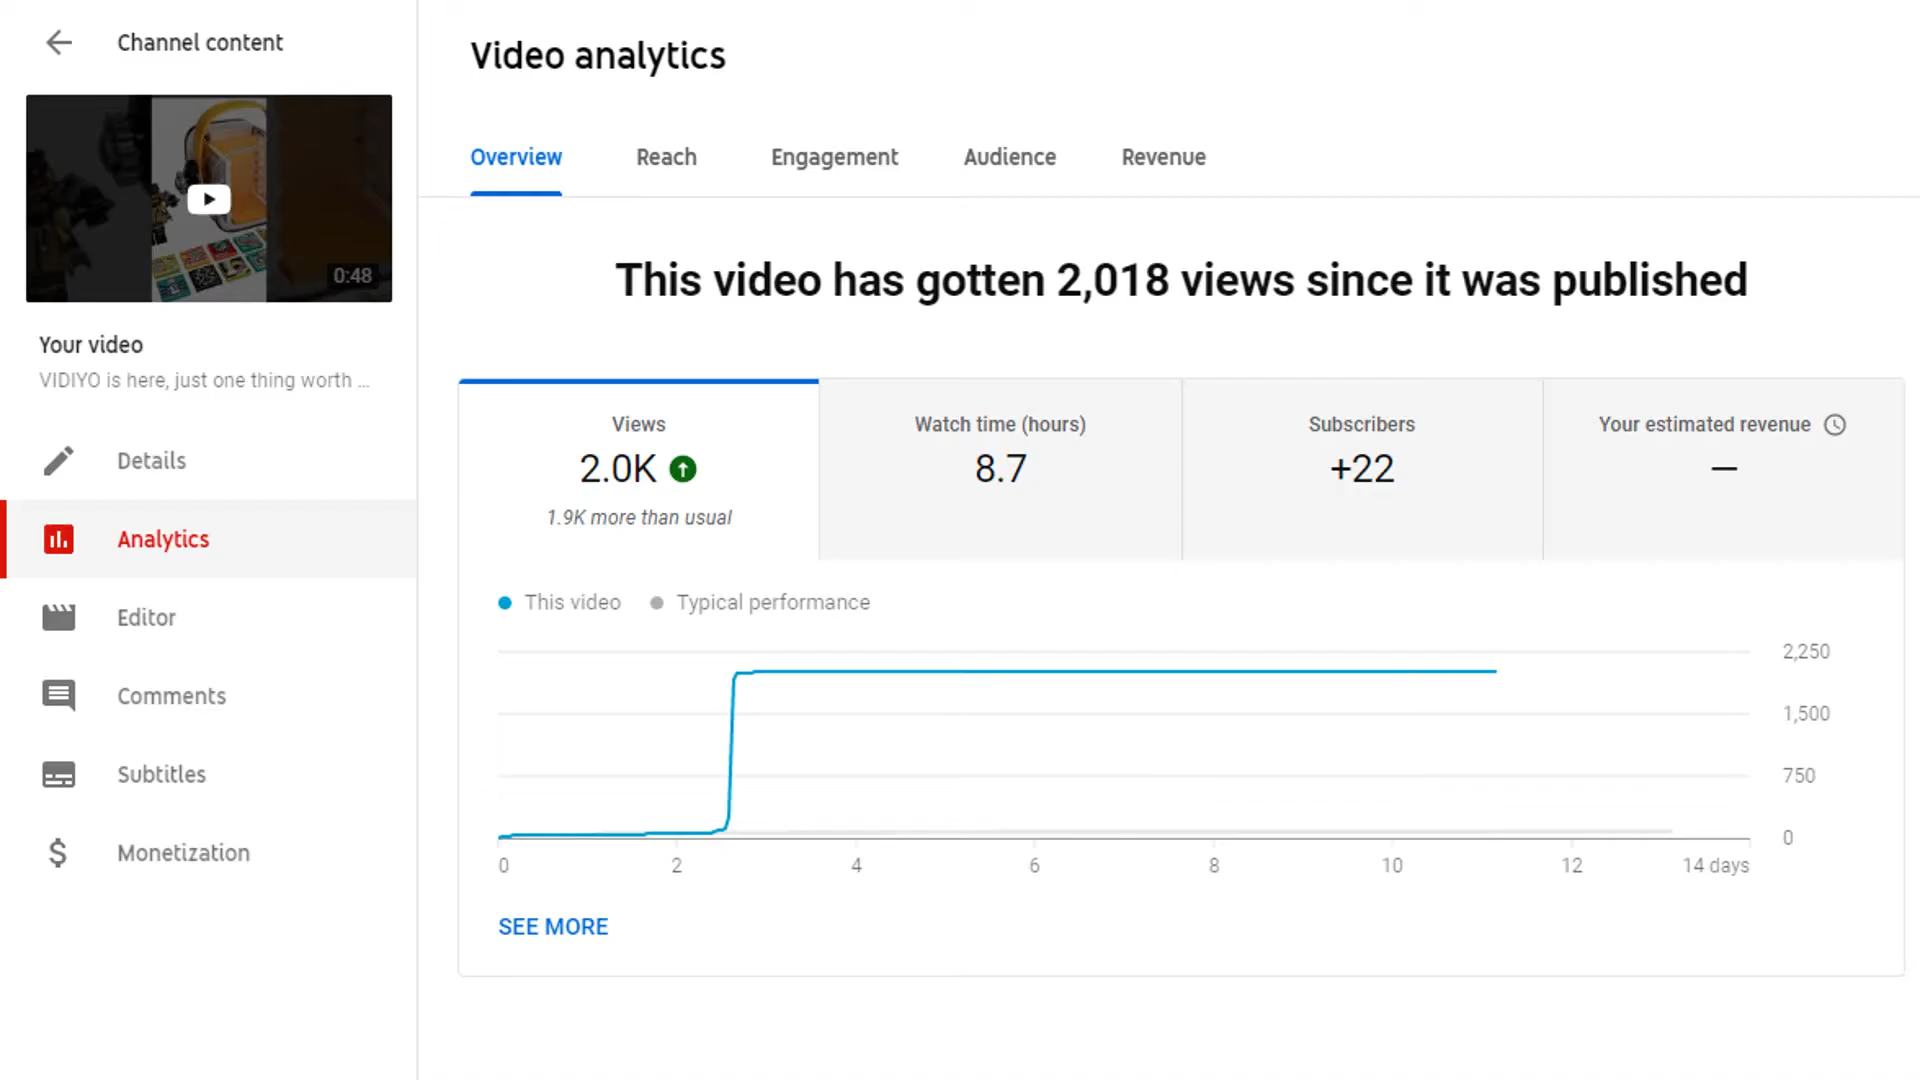 Channel content
0:48
Your video
VIDIYO is here, just one thing worth ...
Details
Analytics
Editor
Comments
Subtitles
Monetization
Video analytics
Overview Reach Engagement Audience Revenue
This video has gotten 2,018 views since it was published
Views
2.0K
1.9K more than usual
Watch time (hours)
8.7
Subscribers
+22
Your estimated revenue
—
This video Typical performance
2,250
1,500
750
0
0 2 4 6 8 10 12 14 days
SEE MORE